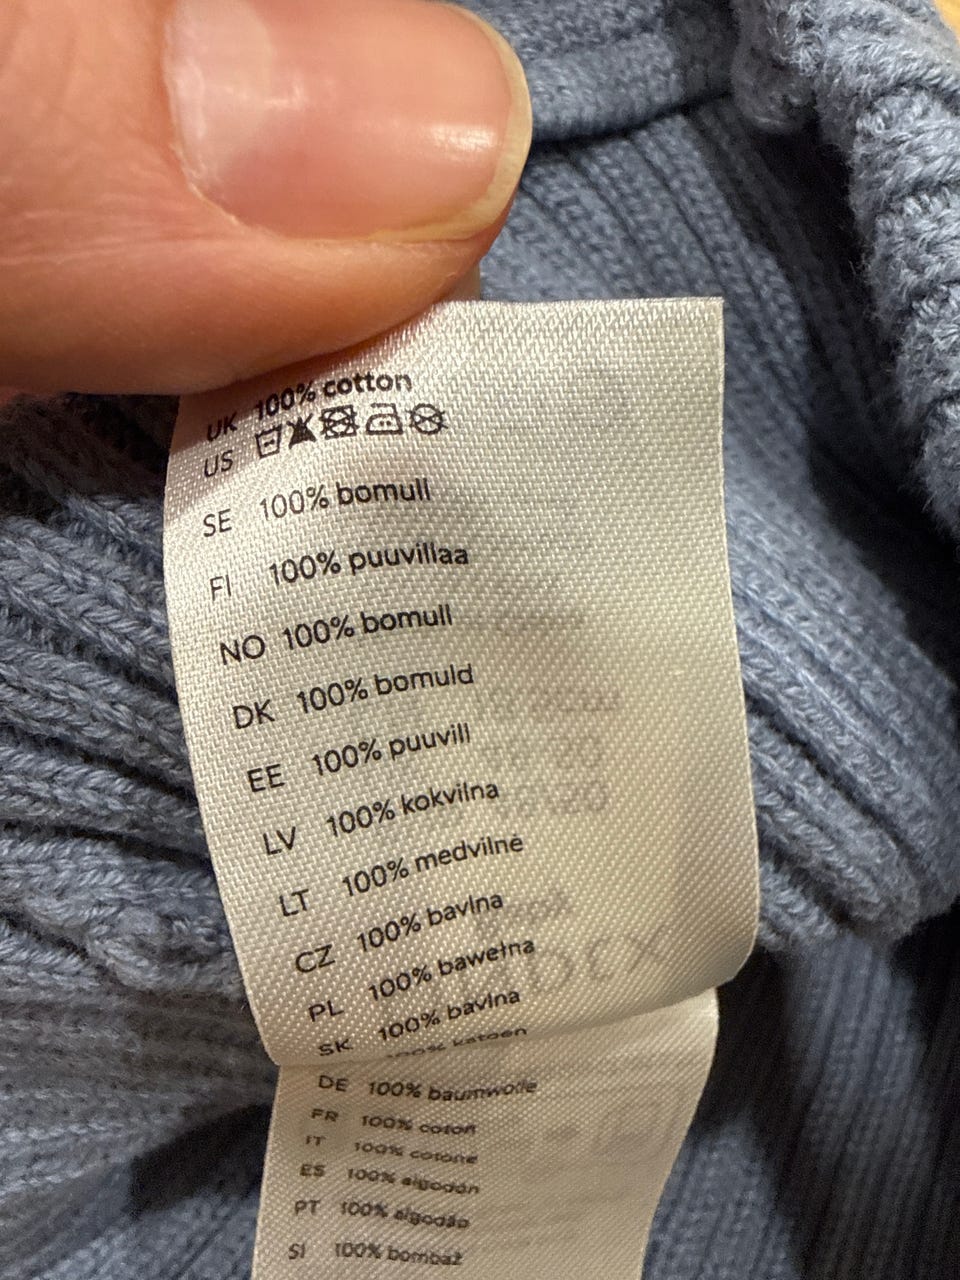 UK 100% cotton
US
SE 100% bomull
FI 100% puuvillaa
NO 100% bomull
DK 100% bomuld
EE 100% puuvill
LV 100% kokvilna
LT 100% medvilnė
CZ 100% bavlna
PL 100% bawełna
SK 100% bavlna
100% katoen
DE 100% baumwolle
FR 100% coton
IT 100% cotone
ES 100% algodón
PT 100% algodão
SI 100% bombaž